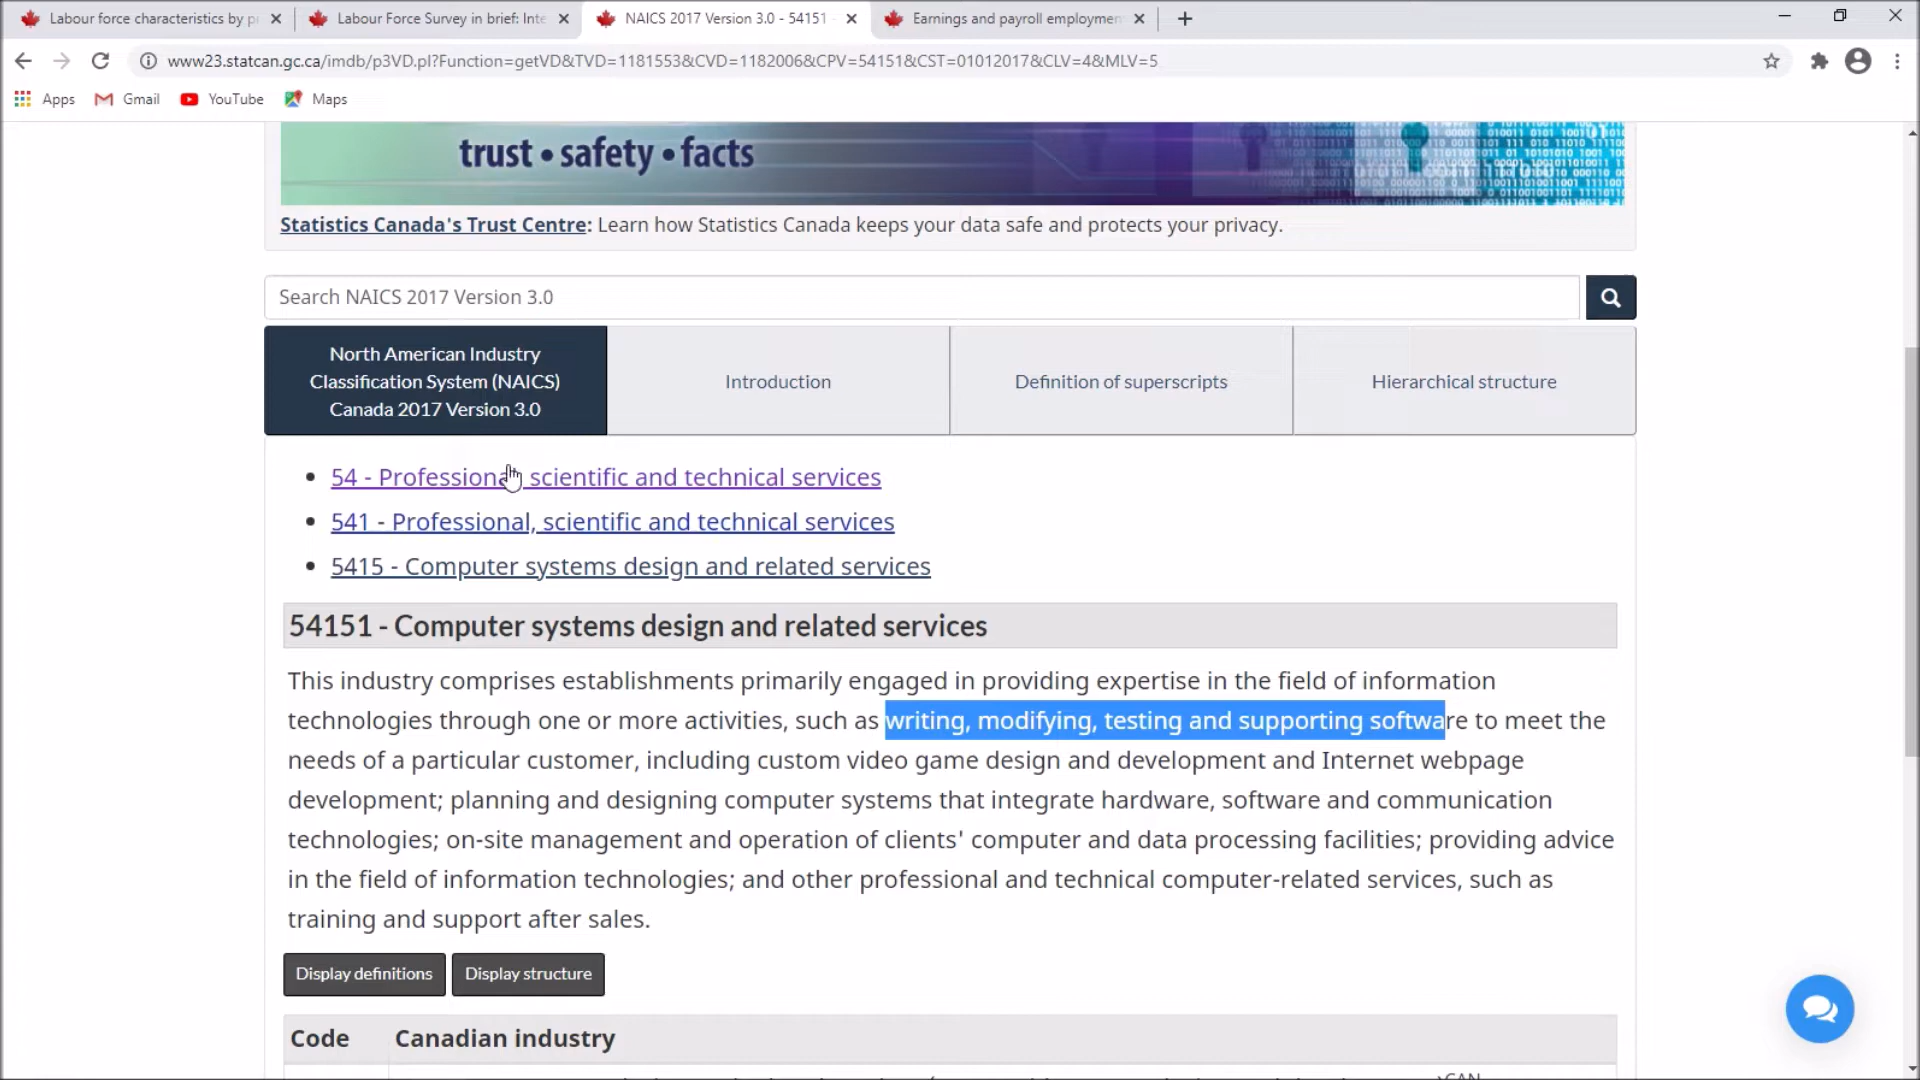 Labour force characteristics by p
Labour Force Survey in brief: Inte
NAICS 2017 Version 3.0 - 54151
Earnings and payroll employmen
www23.statcan.gc.ca/imdb/p3VD.pl?Function=getVD&TVD=1181553&CVD=1182006&CPV=54151&CST=01012017&CLV=4&MLV=5
Apps Gmail YouTube Maps
trust • safety • facts
Statistics Canada's Trust Centre: Learn how Statistics Canada keeps your data safe and protects your privacy.
Search NAICS 2017 Version 3.0
North American Industry
Classification System (NAICS)
Canada 2017 Version 3.0
Introduction
Definition of superscripts
Hierarchical structure
• 54 - Professional, scientific and technical services
• 541 - Professional, scientific and technical services
• 5415 - Computer systems design and related services
54151 - Computer systems design and related services
This industry comprises establishments primarily engaged in providing expertise in the field of information
technologies through one or more activities, such as writing, modifying, testing and supporting software to meet the
needs of a particular customer, including custom video game design and development and Internet webpage
development; planning and designing computer systems that integrate hardware, software and communication
technologies; on-site management and operation of clients' computer and data processing facilities; providing advice
in the field of information technologies; and other professional and technical computer-related services, such as
training and support after sales.
Display definitions Display structure
Code Canadian industry
CAN